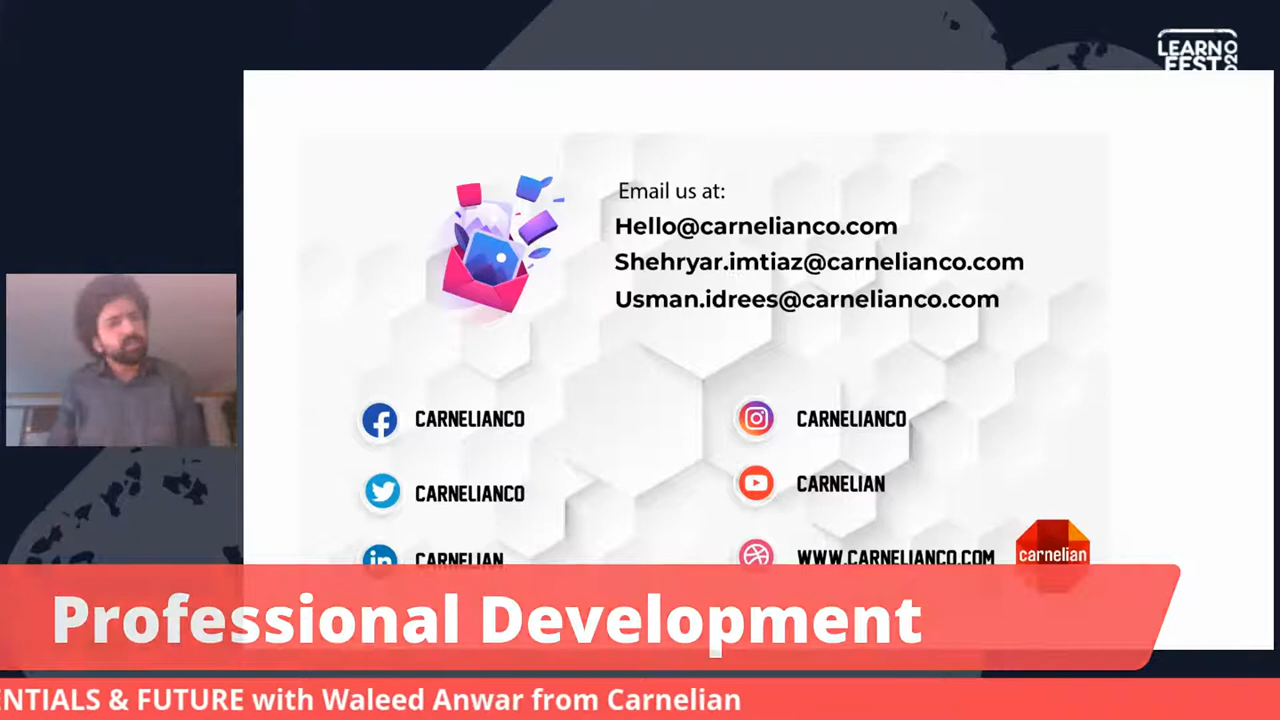 LEARN
FEST 2020
Email us at:
Hello@carnelianco.com
Shehryar.imtiaz@carnelianco.com
Usman.idrees@carnelianco.com
CARNELIANCO
CARNELIANCO
CARNELIANCO
CARNELIAN
CARNELIAN
WWW.CARNELIANCO.COM
carnelian
Professional Development
ENTIALS & FUTURE with Waleed Anwar from Carnelian